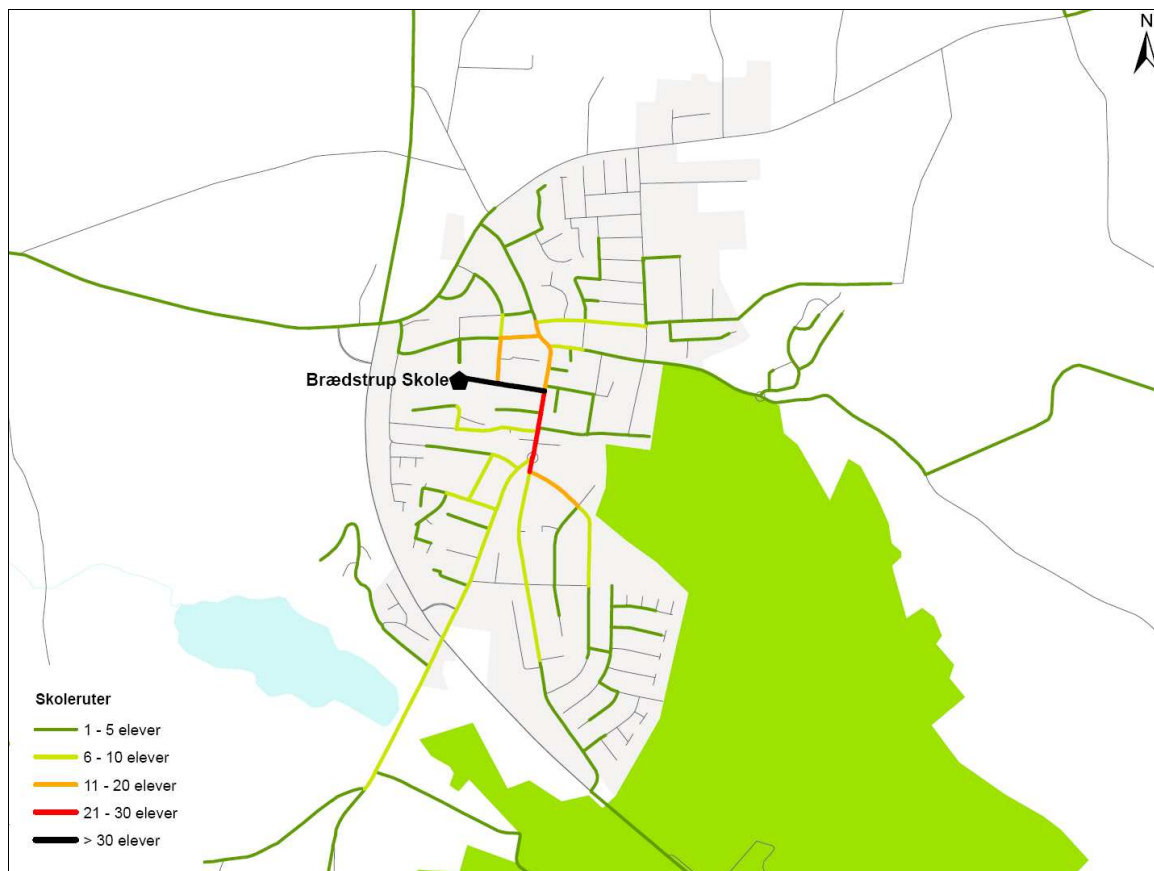 N
Brædstrup Skole
Skoleruter
1 - 5 elever
6 - 10 elever
11 - 20 elever
21 - 30 elever
> 30 elever